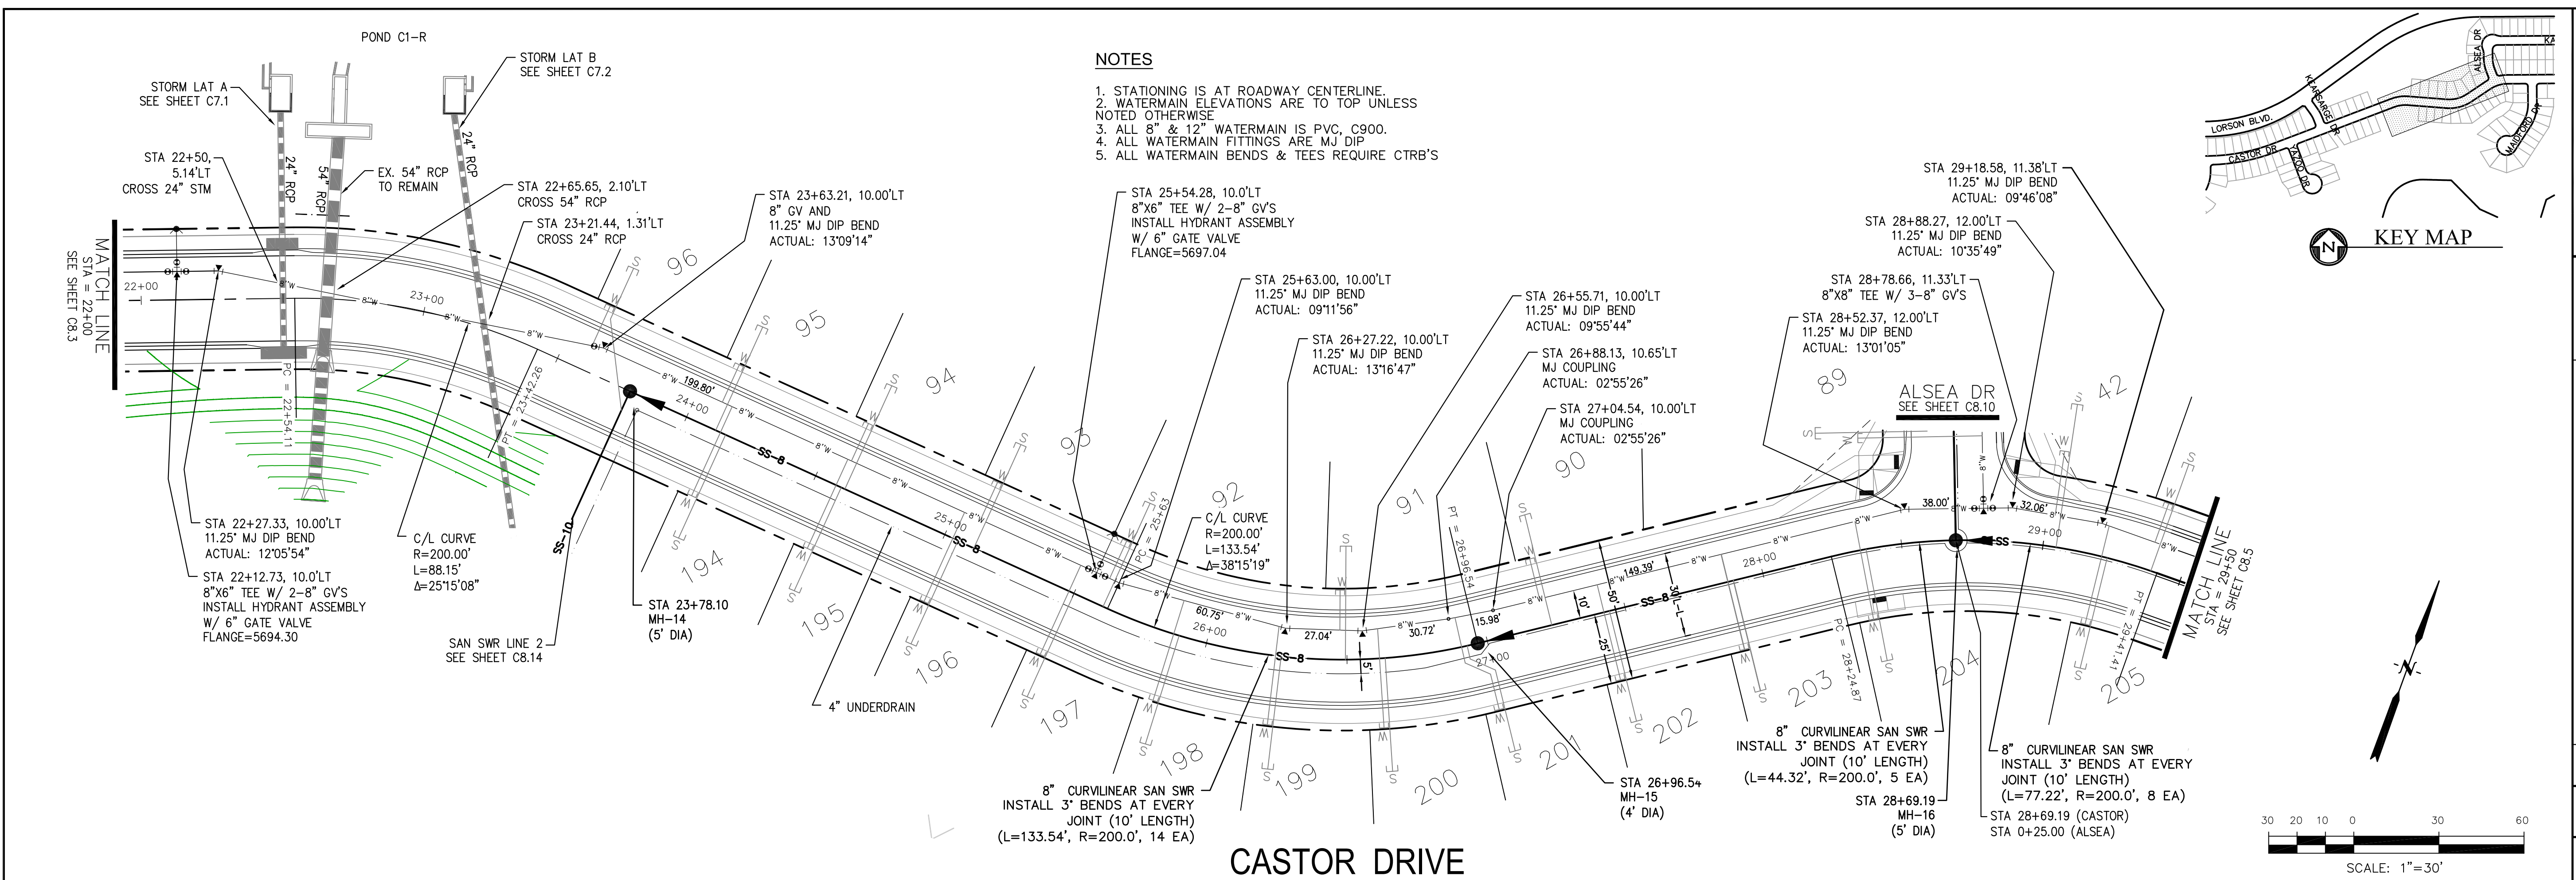 POND C1-R
STORM LAT A
SEE SHEET C7.1
STORM LAT B
SEE SHEET C7.2
24" RCP
54" RCP
24" RCP
EX. 54" RCP
TO REMAIN
STA 22+50,
5.14'LT
CROSS 24" STM
STA 22+65.65, 2.10'LT
CROSS 54" RCP
STA 23+21.44, 1.31'LT
CROSS 24" RCP
STA 23+63.21, 10.00'LT
8" GV AND
11.25° MJ DIP BEND
ACTUAL: 13°09'14"
NOTES
1. STATIONING IS AT ROADWAY CENTERLINE.
2. WATERMAIN ELEVATIONS ARE TO TOP UNLESS
NOTED OTHERWISE
3. ALL 8" & 12" WATERMAIN IS PVC, C900.
4. ALL WATERMAIN FITTINGS ARE MJ DIP
5. ALL WATERMAIN BENDS & TEES REQUIRE CTRB'S
STA 25+54.28, 10.0'LT
8"X6" TEE W/ 2-8" GV'S
INSTALL HYDRANT ASSEMBLY
W/ 6" GATE VALVE
FLANGE=5697.04
STA 25+63.00, 10.00'LT
11.25° MJ DIP BEND
ACTUAL: 09°11'56"
STA 26+27.22, 10.00'LT
11.25° MJ DIP BEND
ACTUAL: 13°16'47"
STA 26+55.71, 10.00'LT
11.25° MJ DIP BEND
ACTUAL: 09°55'44"
STA 26+88.13, 10.65'LT
MJ COUPLING
ACTUAL: 02°55'26"
STA 27+04.54, 10.00'LT
MJ COUPLING
ACTUAL: 02°55'26"
STA 29+18.58, 11.38'LT
11.25° MJ DIP BEND
ACTUAL: 09°46'08"
STA 28+88.27, 12.00'LT
11.25° MJ DIP BEND
ACTUAL: 10°35'49"
STA 28+78.66, 11.33'LT
8"X8" TEE W/ 3-8" GV'S
STA 28+52.37, 12.00'LT
11.25° MJ DIP BEND
ACTUAL: 13°01'05"
LORSON BLVD.
KEARSARGE DR
CASTOR DR
YAZOO DR
ALSEA DR
KA
MAIDFORD DR
N
KEY MAP
ALSEA DR
SEE SHEET C8.10
MATCH LINE
STA = 22+00
SEE SHEET C8.3
22+00
23+00
24+00
25+00
26+00
27+00
28+00
29+00
PC = 22+54.11
PT = 23+42.26
PC = 25+63
PT = 26+96.54
PC = 28+24.87
PT = 29+41.41
96
95
94
93
92
91
90
89
42
194
195
196
197
198
199
200
201
202
203
204
205
8"W
199.80'
60.75'
27.04'
30.72'
15.98'
149.39'
38.00'
32.06'
5'
10'
25'
50'
30'L-L
SS-10
SS-8
SS-8
SS-8
SS-8
SS
STA 22+27.33, 10.00'LT
11.25° MJ DIP BEND
ACTUAL: 12°05'54"
STA 22+12.73, 10.0'LT
8"X6" TEE W/ 2-8" GV'S
INSTALL HYDRANT ASSEMBLY
W/ 6" GATE VALVE
FLANGE=5694.30
C/L CURVE
R=200.00'
L=88.15'
Δ=25°15'08"
SAN SWR LINE 2
SEE SHEET C8.14
STA 23+78.10
MH-14
(5' DIA)
4" UNDERDRAIN
C/L CURVE
R=200.00'
L=133.54'
Δ=38°15'19"
8" CURVILINEAR SAN SWR
INSTALL 3° BENDS AT EVERY
JOINT (10' LENGTH)
(L=133.54', R=200.0', 14 EA)
STA 26+96.54
MH-15
(4' DIA)
8" CURVILINEAR SAN SWR
INSTALL 3° BENDS AT EVERY
JOINT (10' LENGTH)
(L=44.32', R=200.0', 5 EA)
STA 28+69.19
MH-16
(5' DIA)
8" CURVILINEAR SAN SWR
INSTALL 3° BENDS AT EVERY
JOINT (10' LENGTH)
(L=77.22', R=200.0', 8 EA)
STA 28+69.19 (CASTOR)
STA 0+25.00 (ALSEA)
MATCH LINE
STA = 29+50
SEE SHEET C8.5
N
CASTOR DRIVE
30 20 10 0 30 60
SCALE: 1"=30'